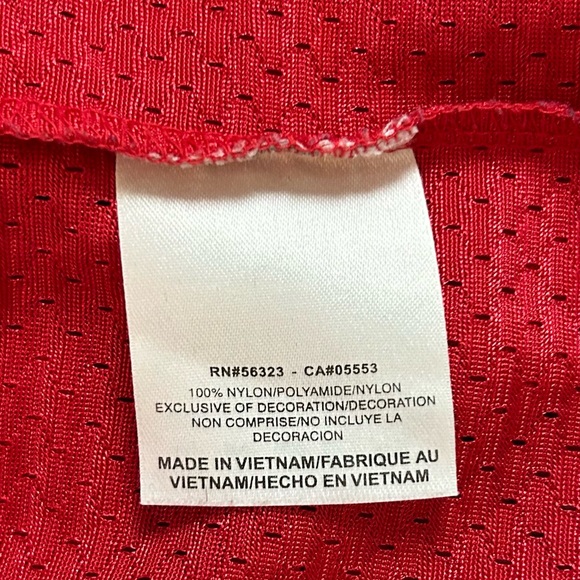 RN#56323 - CA#05553
100% NYLON/POLYAMIDE/NYLON
EXCLUSIVE OF DECORATION/DECORATION
NON COMPRISE/NO INCLUYE LA
DECORACION
MADE IN VIETNAM/FABRIQUE AU
VIETNAM/HECHO EN VIETNAM